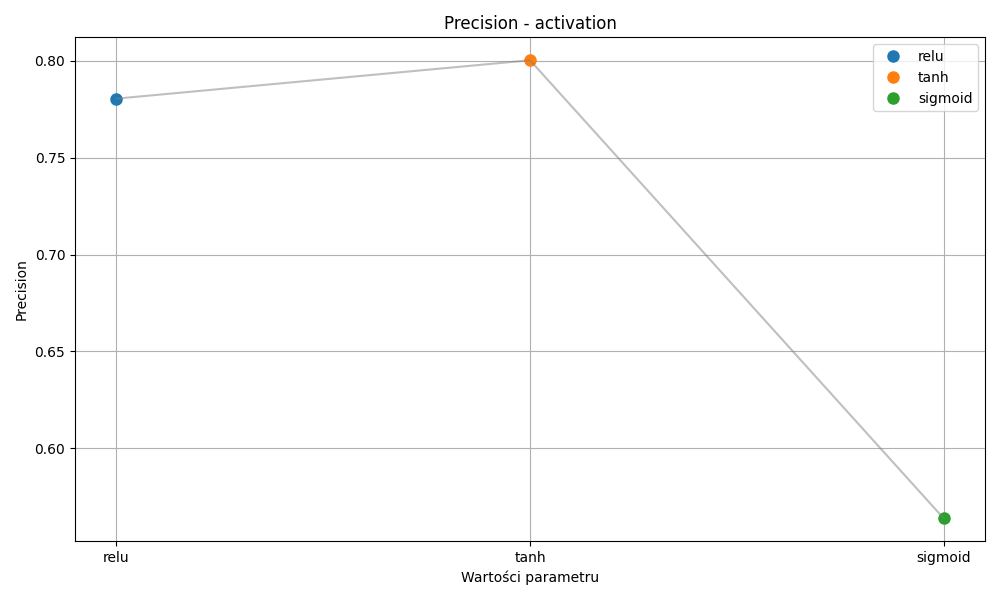 Precision - activation
relu
tanh
sigmoid
0.80
0.75
0.70
0.65
0.60
Precision
relu
tanh
sigmoid
Wartości parametru